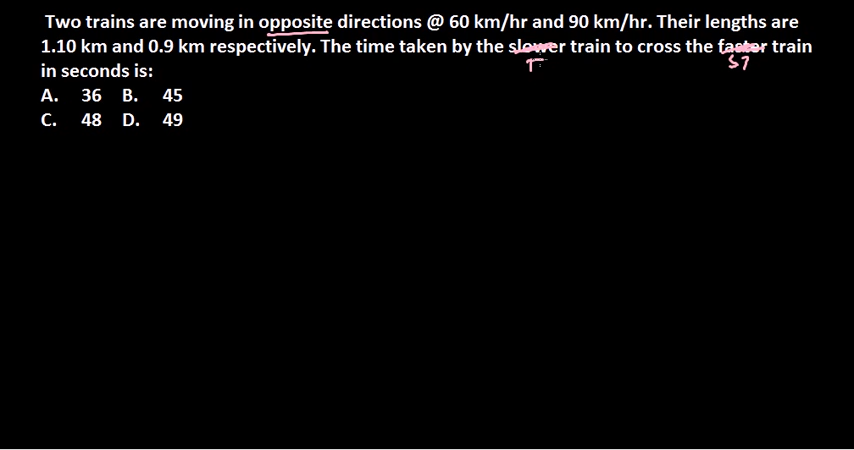 Two trains are moving in opposite directions @ 60 km/hr and 90 km/hr. Their lengths are
1.10 km and 0.9 km respectively. The time taken by the slower train to cross the faster train
in seconds is:
A. 36 B. 45
C. 48 D. 49